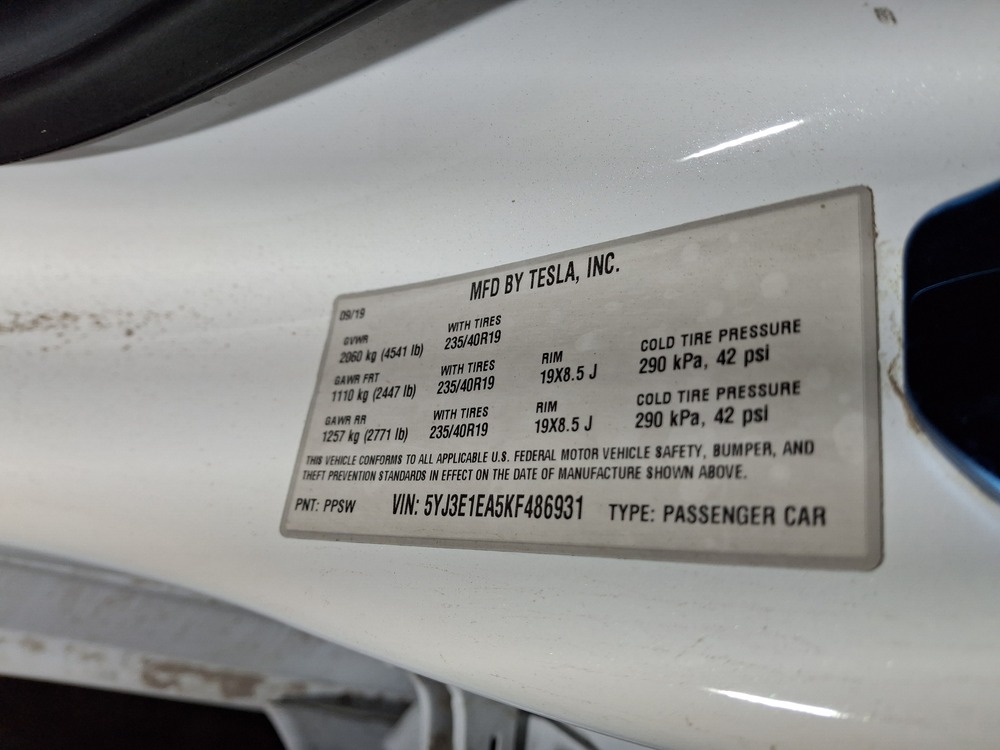 MFD BY TESLA, INC.
09/19
GVWR WITH TIRES
2060 kg (4541 lb) 235/40R19
GAWR FRT WITH TIRES RIM COLD TIRE PRESSURE
1110 kg (2447 lb) 235/40R19 19X8.5 J 290 kPa, 42 psi
GAWR RR WITH TIRES RIM COLD TIRE PRESSURE
1257 kg (2771 lb) 235/40R19 19X8.5 J 290 kPa, 42 psi
THIS VEHICLE CONFORMS TO ALL APPLICABLE U.S. FEDERAL MOTOR VEHICLE SAFETY, BUMPER, AND
THEFT PREVENTION STANDARDS IN EFFECT ON THE DATE OF MANUFACTURE SHOWN ABOVE.
PNT: PPSW VIN: 5YJ3E1EA5KF486931 TYPE: PASSENGER CAR